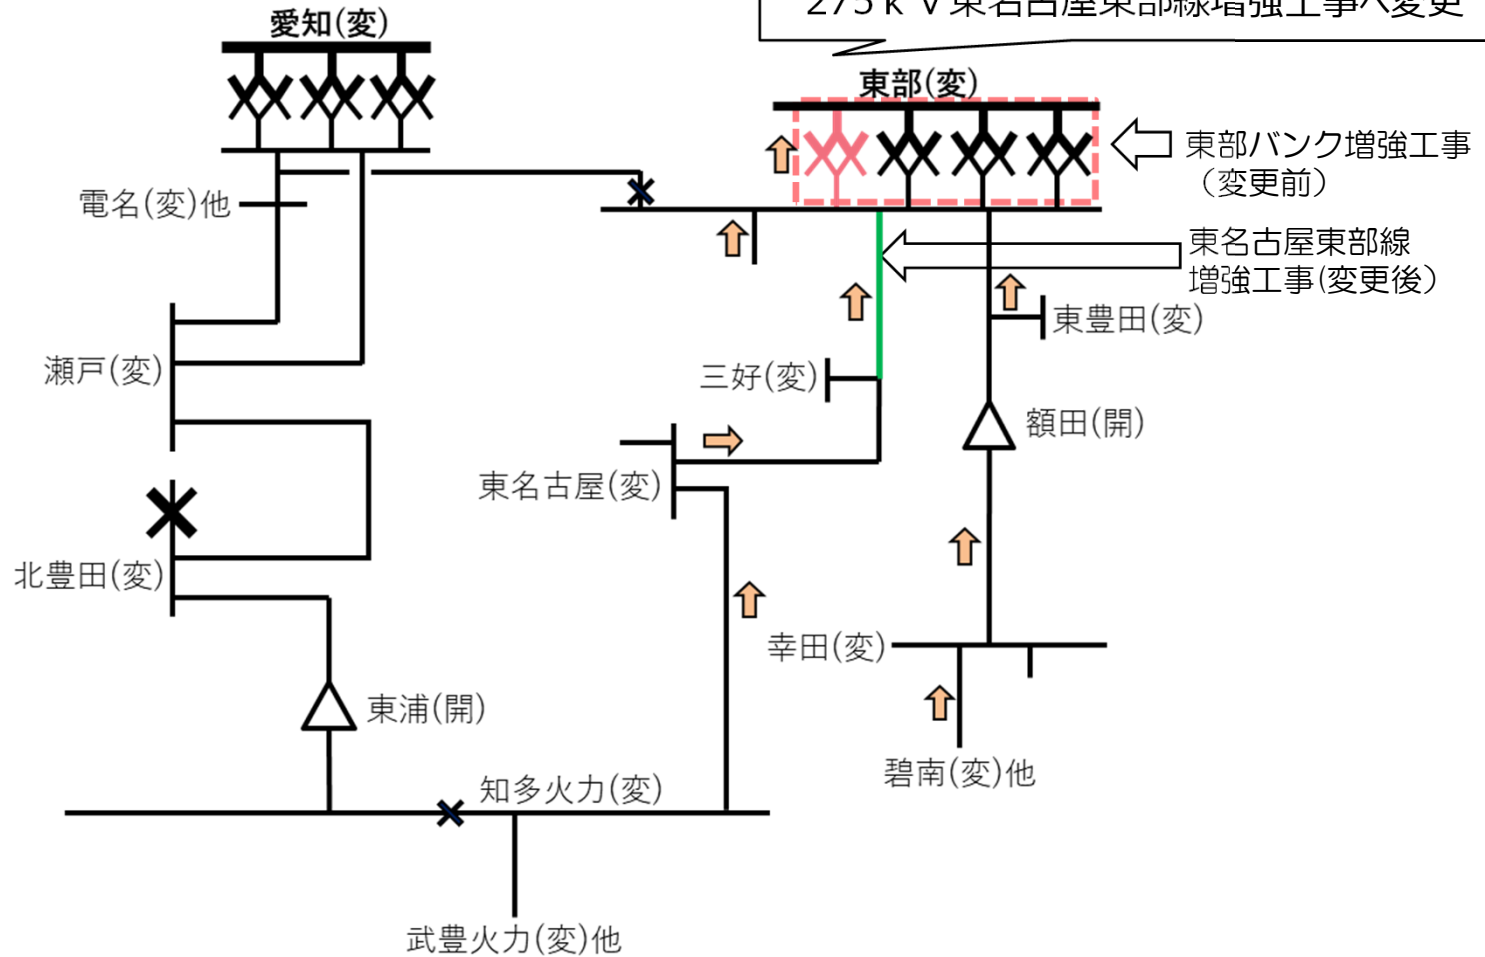 275kV東名古屋東部線増強工事へ変更
愛知(変)
東部(変)
東部バンク増強工事
（変更前）
電名(変)他
東名古屋東部線
増強工事(変更後）
東豊田(変)
瀬戸(変)
三好(変)
額田(開)
東名古屋(変)
北豊田(変)
幸田(変)
東浦(開)
碧南(変)他
知多火力(変)
武豊火力(変)他